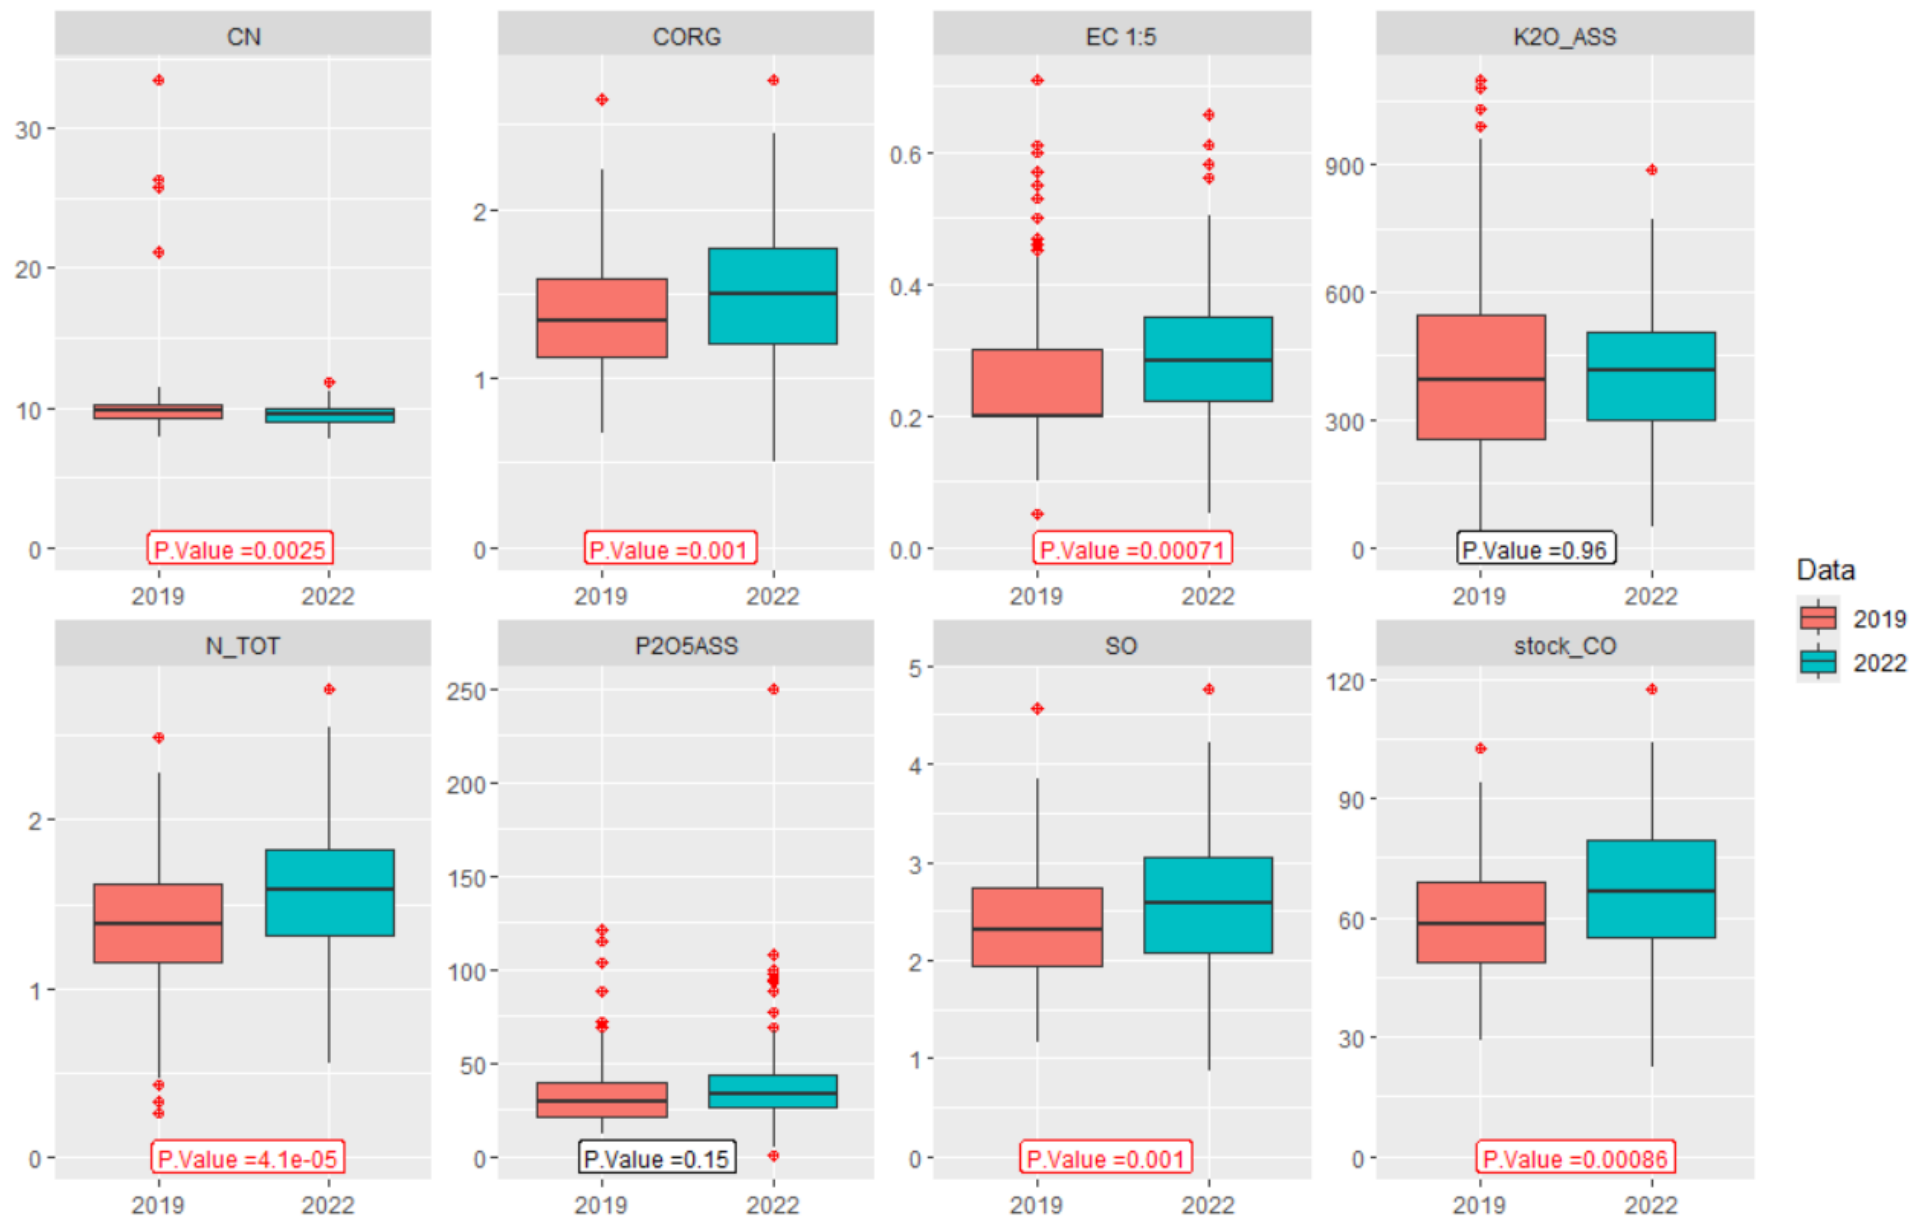 CN
CORG
EC 1:5
K2O_ASS
30
20
10
0
2
1
0
0.6
0.4
0.2
0.0
900
600
300
0
P.Value =0.0025
P.Value =0.001
P.Value =0.00071
P.Value =0.96
2019 2022
2019 2022
2019 2022
2019 2022
N_TOT
P2O5ASS
SO
stock_CO
2
1
0
250
200
150
100
50
0
5
4
3
2
1
0
120
90
60
30
0
P.Value =4.1e-05
P.Value =0.15
P.Value =0.001
P.Value =0.00086
2019 2022
2019 2022
2019 2022
2019 2022
Data
2019
2022